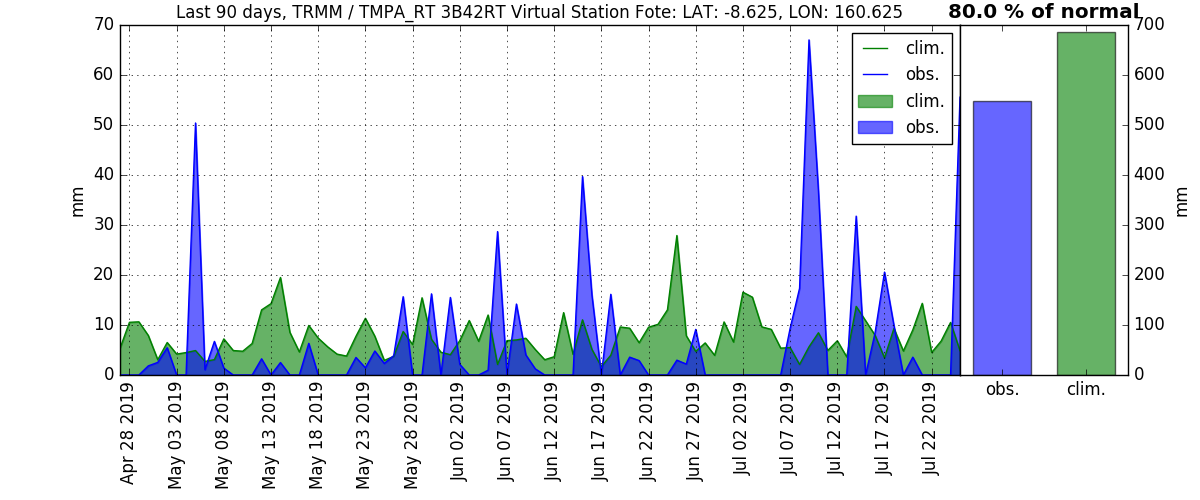 Last 90 days, TRMM / TMPA_RT 3B42RT Virtual Station Fote: LAT: -8.625, LON: 160.625
80.0 % of normal
70
60
50
40
30
20
10
0
mm
clim.
obs.
clim.
obs.
700
600
500
400
300
200
100
0
mm
Apr 28 2019
May 03 2019
May 08 2019
May 13 2019
May 18 2019
May 23 2019
May 28 2019
Jun 02 2019
Jun 07 2019
Jun 12 2019
Jun 17 2019
Jun 22 2019
Jun 27 2019
Jul 02 2019
Jul 07 2019
Jul 12 2019
Jul 17 2019
Jul 22 2019
obs.
clim.